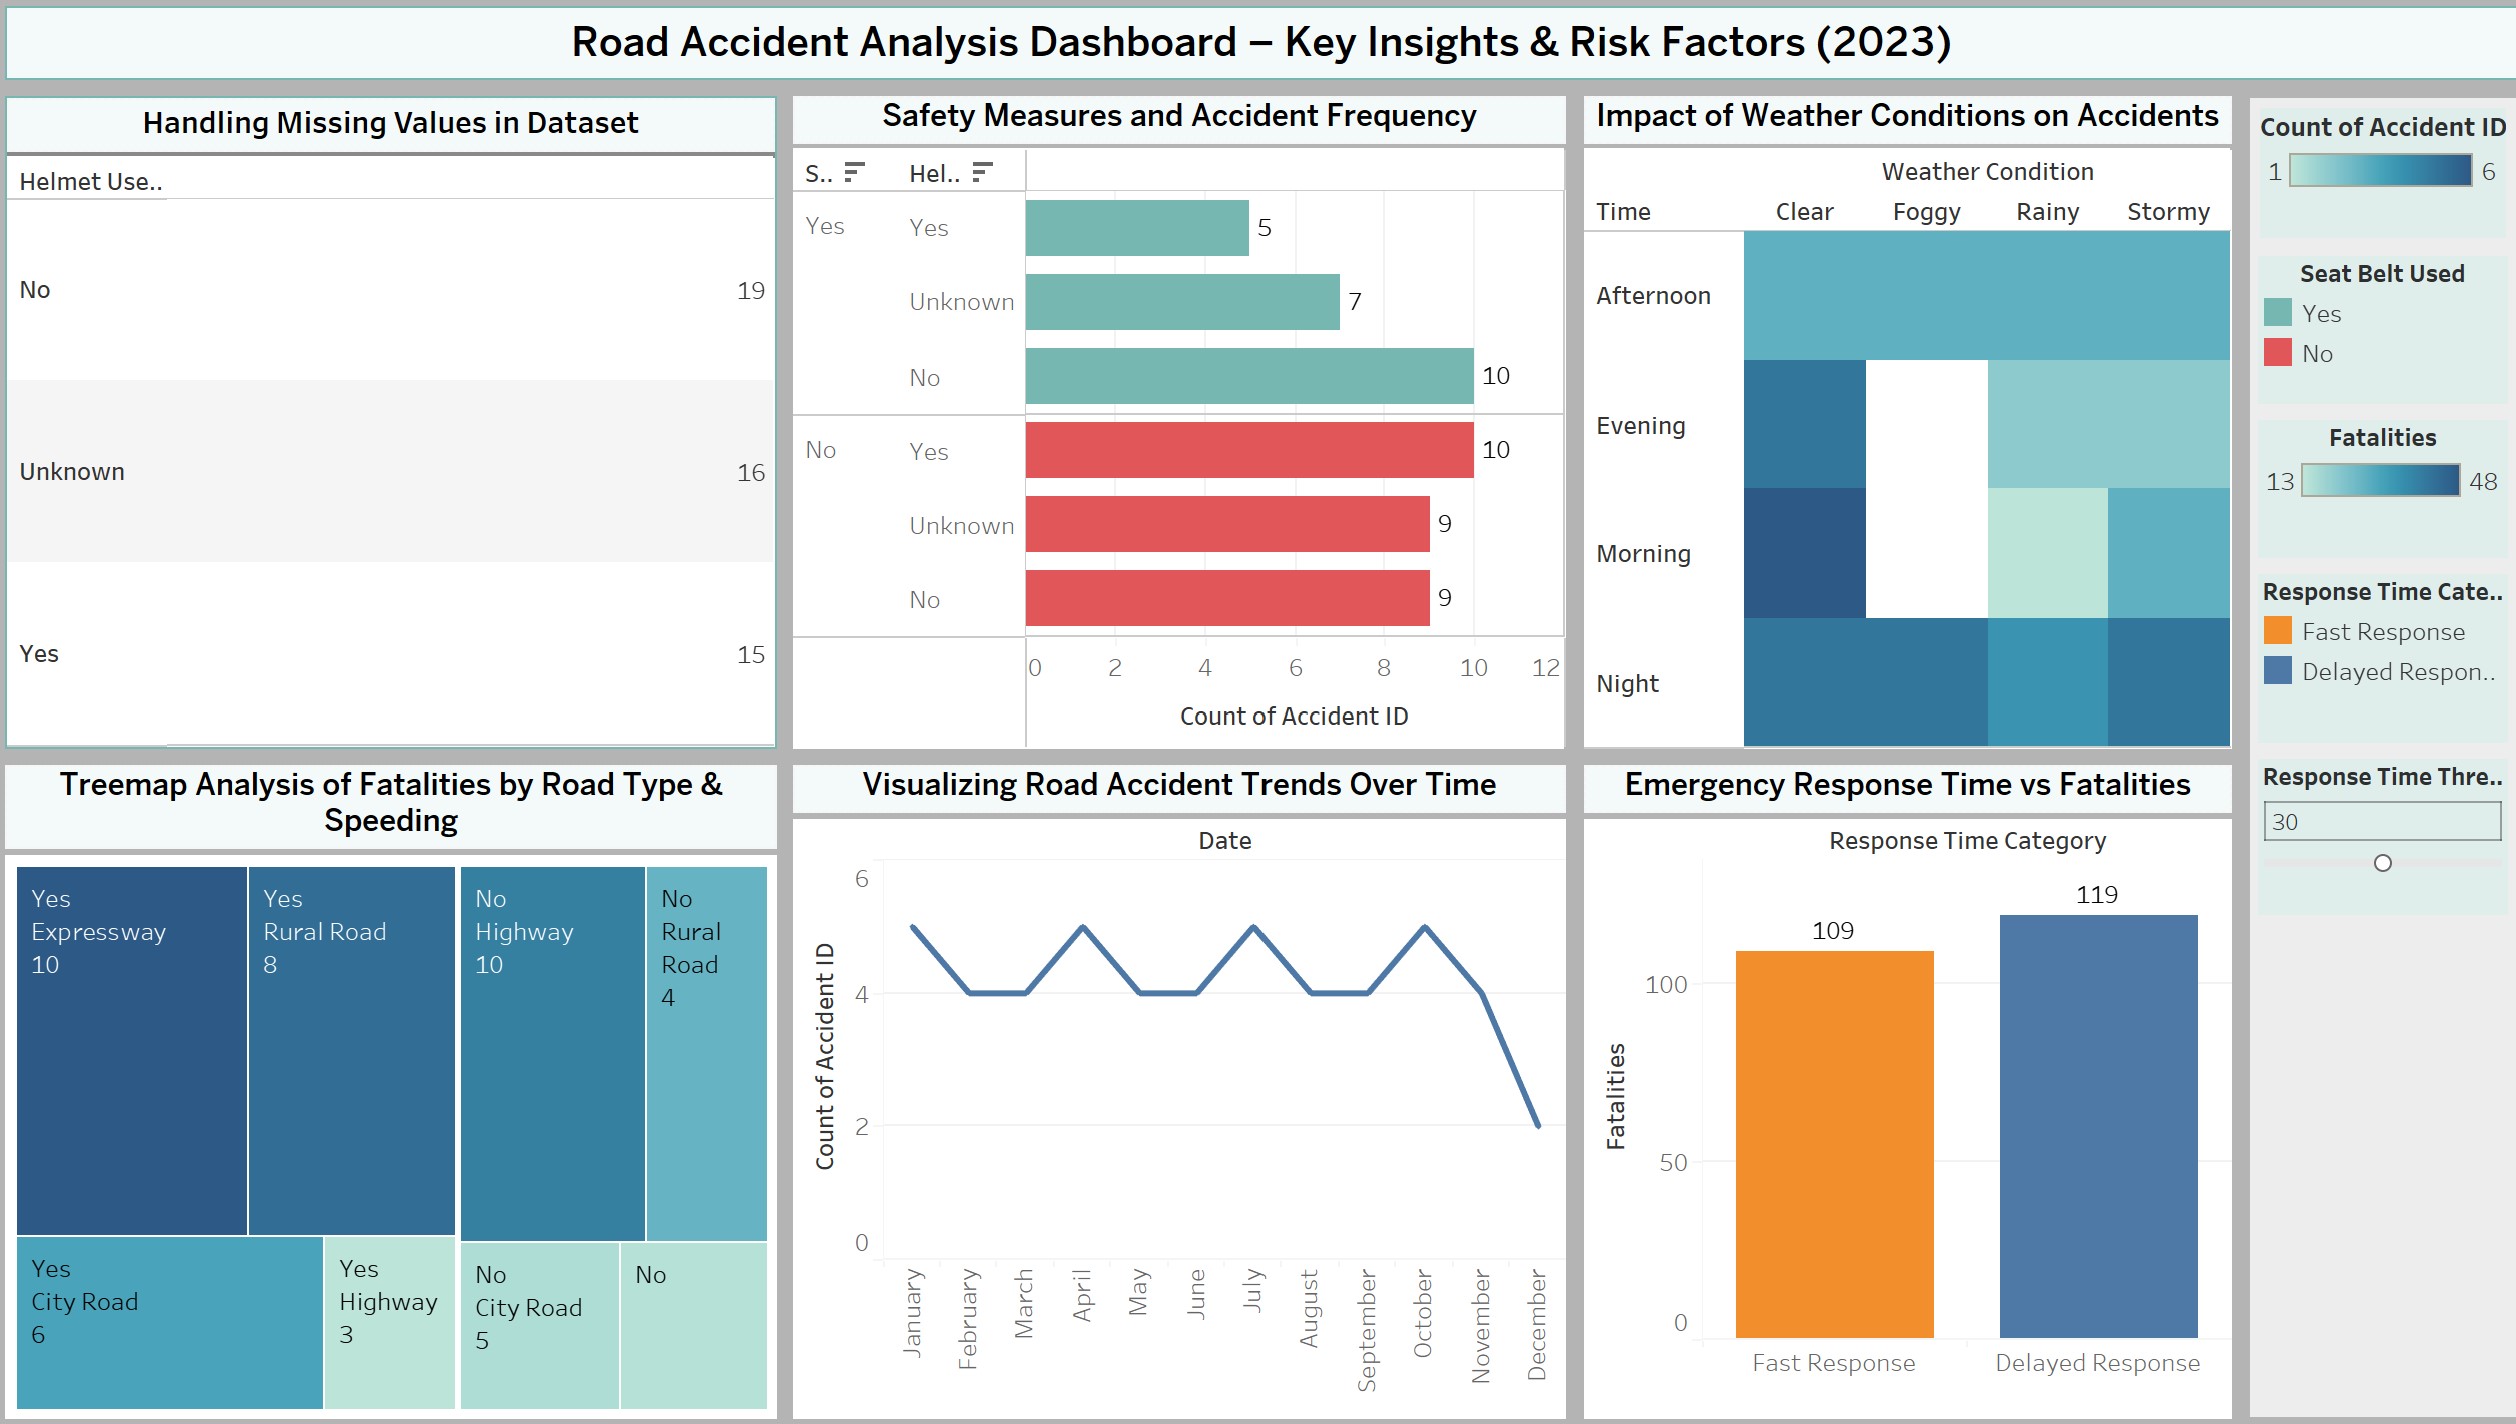 Road Accident Analysis Dashboard – Key Insights & Risk Factors (2023)
Handling Missing Values in Dataset
Helmet Use..
No 19
Unknown 16
Yes 15
Safety Measures and Accident Frequency
S.. Hel..
Yes Yes 5
Unknown 7
No 10
No Yes 10
Unknown 9
No 9
0 2 4 6 8 10 12
Count of Accident ID
Impact of Weather Conditions on Accidents
Weather Condition
Time Clear Foggy Rainy Stormy
Afternoon
Evening
Morning
Night
Count of Accident ID
1 6
Seat Belt Used
Yes
No
Fatalities
13 48
Response Time Cate..
Fast Response
Delayed Respon..
Response Time Thre..
30
Treemap Analysis of Fatalities by Road Type &
Speeding
Yes
Expressway
10
Yes
Rural Road
8
No
Highway
10
No
Rural
Road
4
Yes
City Road
6
Yes
Highway
3
No
City Road
5
No
Visualizing Road Accident Trends Over Time
Date
Count of Accident ID
6
4
2
0
January
February
March
April
May
June
July
August
September
October
November
December
Emergency Response Time vs Fatalities
Response Time Category
Fatalities
100
50
0
109
119
Fast Response
Delayed Response